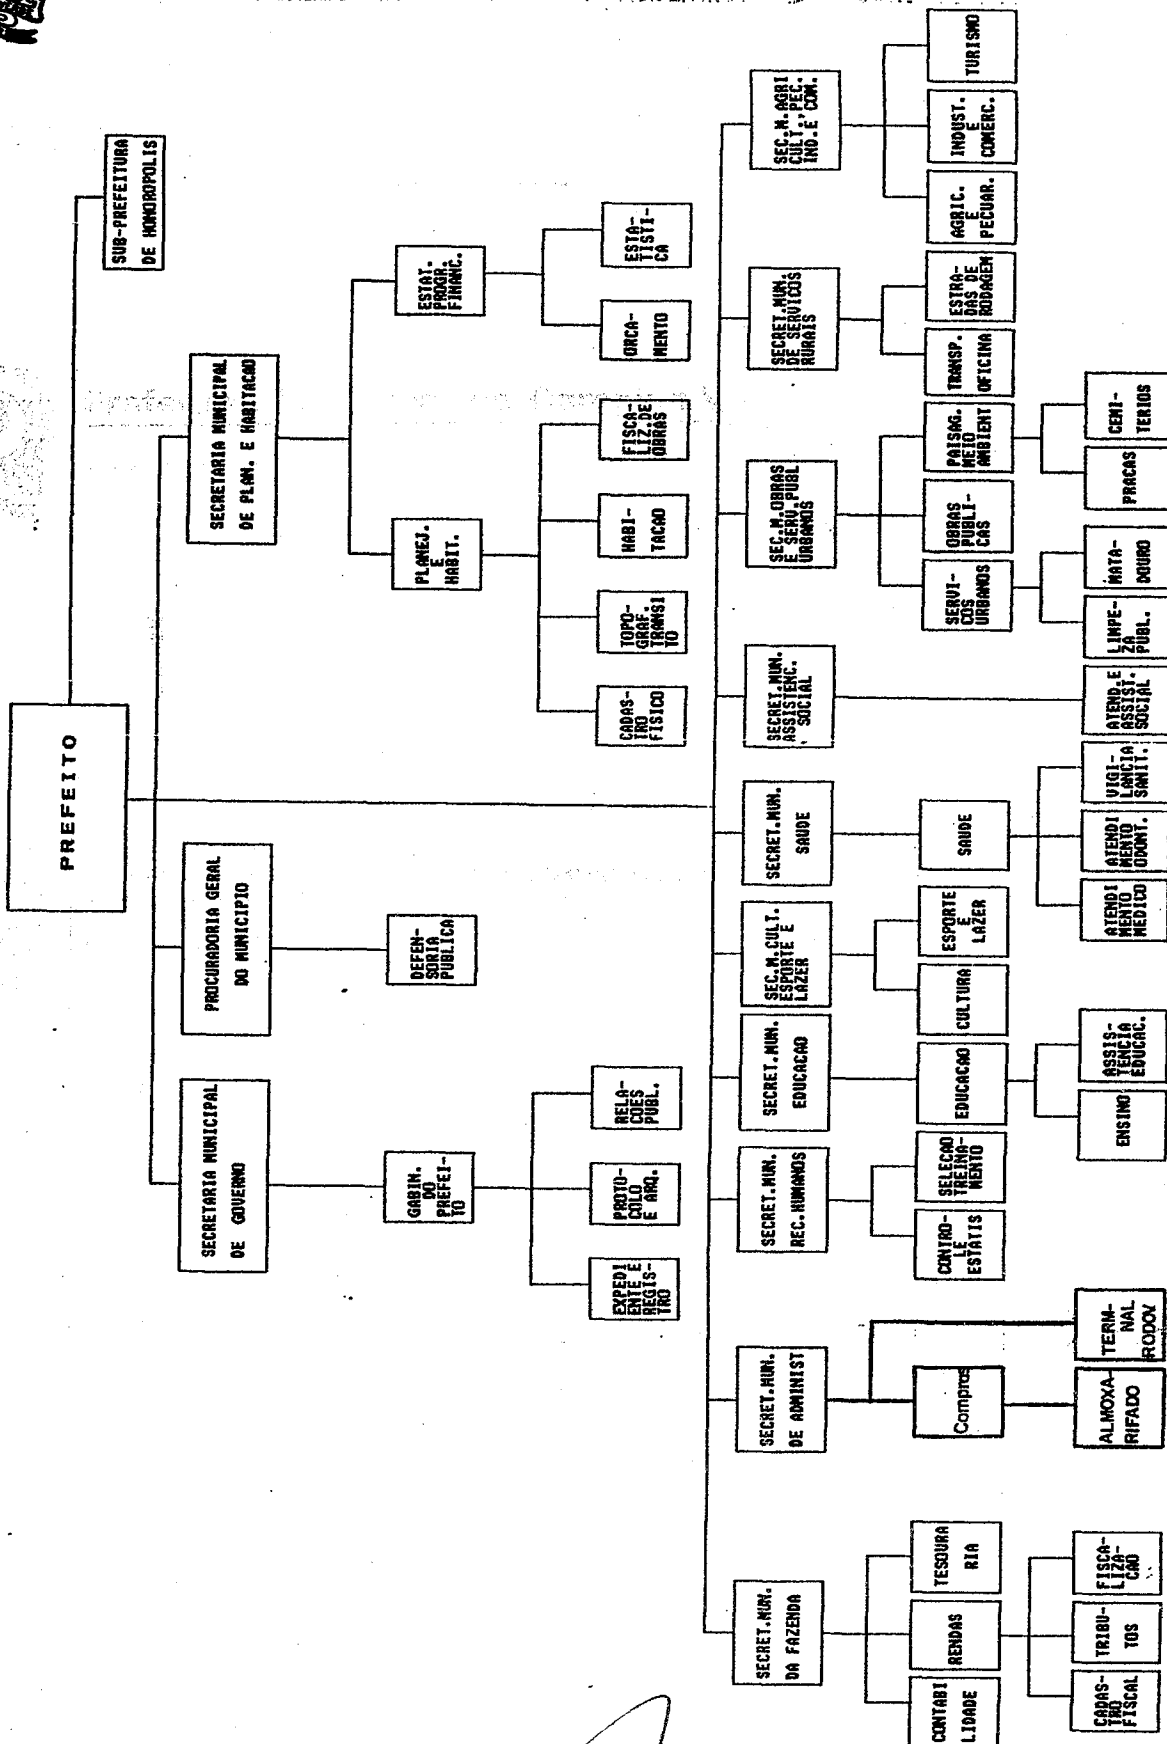 PREFEITO
SUB-PREFEITURA
DE HONOROPOLIS
SECRETARIA MUNICIPAL
DE GOVERNO
PROCURADORIA GERAL
DO MUNICIPIO
SECRETARIA MUNICIPAL
DE PLAN. E HABITACAO
GABIN.
DO
PREFEI-
TO
DEFEN-
SORIA
PUBLICA
PLANEJ.
E
HABIT.
ESTAT.
PROGR.
FINANC.
EXPEDI
ENTE E
REGIS-
TRO
PROTO-
COLO
E ARQ.
RELA-
COES
PUBL.
CADAS-
TRO
FISICO
TOPO-
GRAF.
TRANSI
TO
HABI-
TACAO
FISCA-
LIZ.DE
OBRAS
ORCA-
MENTO
ESTA-
TISTI-
CA
SECRET.MUN.
DA FAZENDA
SECRET.MUN.
DE ADMINIST
SECRET.MUN.
REC.HUMANOS
SECRET.MUN.
EDUCACAO
SEC.M.CULT.
ESPORTE E
LAZER
SECRET.MUN.
SAUDE
SECRET.MUN.
ASSISTENC.
SOCIAL
SEC.M.OBRAS
E SERV.PUBL
URBANOS
SECRET.MUN.
DE SERVICOS
RURAIS
SEC.M.AGRI
CULT.,PEC.
IND.E COM.
CONTABI
LIDADE
RENDAS
TESOURA
RIA
Compras
CONTRO-
LE
ESTATIS
SELECAO
TREINA-
MENTO
EDUCACAO
CULTURA
ESPORTE
E
LAZER
SAUDE
SERVI-
COS
URBANOS
OBRAS
PUBLI-
CAS
PAISAG.
MEIO
AMBIENT
TRANSP.
OFICINA
ESTRA-
DAS DE
RODAGEM
AGRIC.
E
PECUAR.
INDUST.
E
COMERC.
TURISMO
CADAS-
TRO
FISCAL
TRIBU-
TOS
FISCA-
LIZA-
CAO
ALMOXA-
RIFADO
TERMI-
NAL
RODOV.
ENSINO
ASSIS-
TENCIA
EDUCAC.
ATENDI
MENTO
MEDICO
ATENDI
MENTO
ODONT.
VIGI-
LANCIA
SANIT.
ATEND.E
ASSIST.
SOCIAL
LIMPE-
ZA
PUBL.
MATA-
DOURO
PRACAS
CEMI-
TERIOS